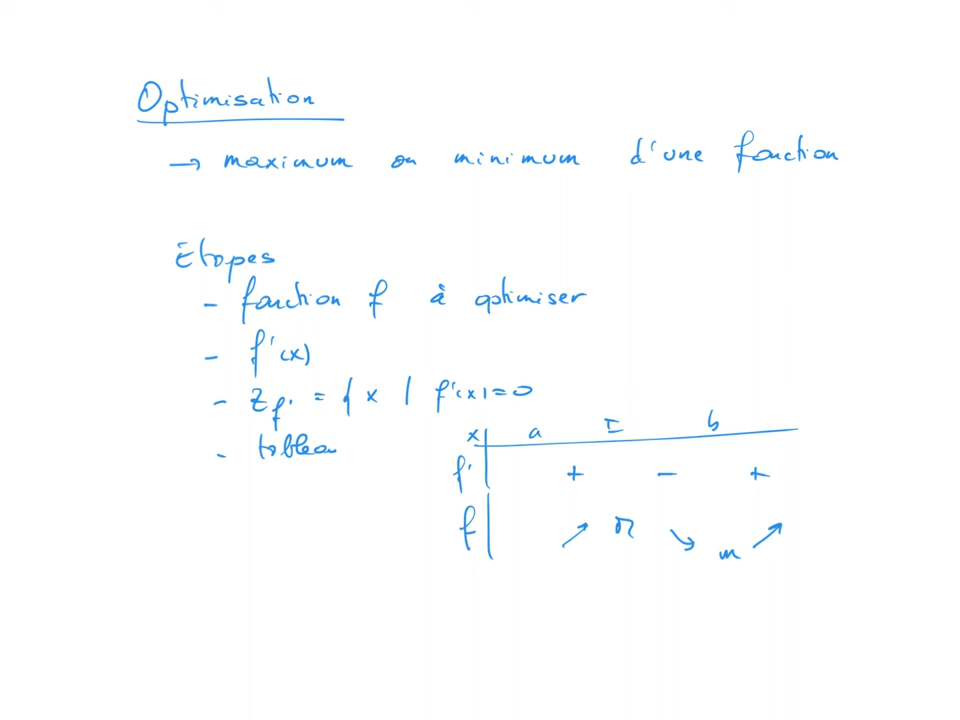 Optimisation
→ maximum ou minimum d'une fonction
Etapes
- fonction f à optimiser
- f'(x)
- Zf' = { x | f'(x) = 0
- tableau
x a I b
f' + - +
f ↗ M ↘ m ↗